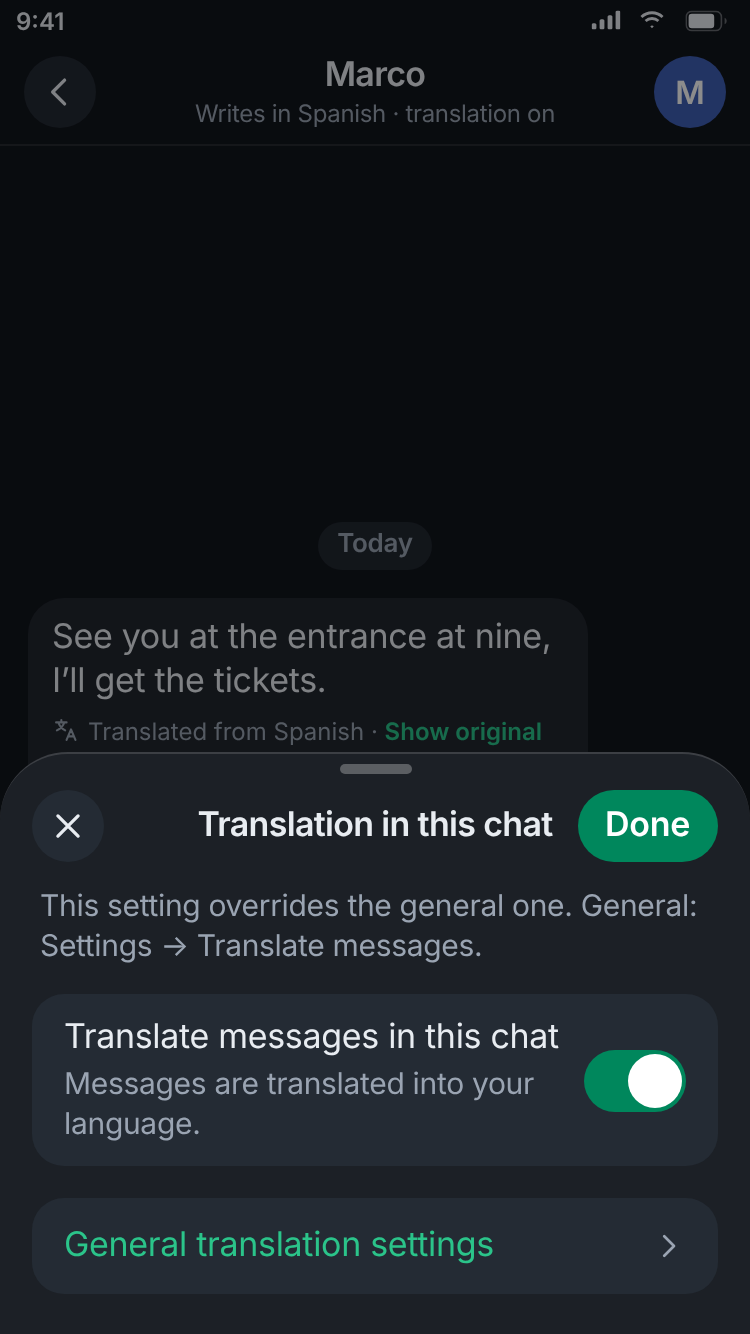 9:41
Marco
Writes in Spanish · translation on
M
Today
See you at the entrance at nine,
I’ll get the tickets.
Translated from Spanish · Show original
Translation in this chat
Done
This setting overrides the general one. General:
Settings → Translate messages.
Translate messages in this chat
Messages are translated into your
language.
General translation settings